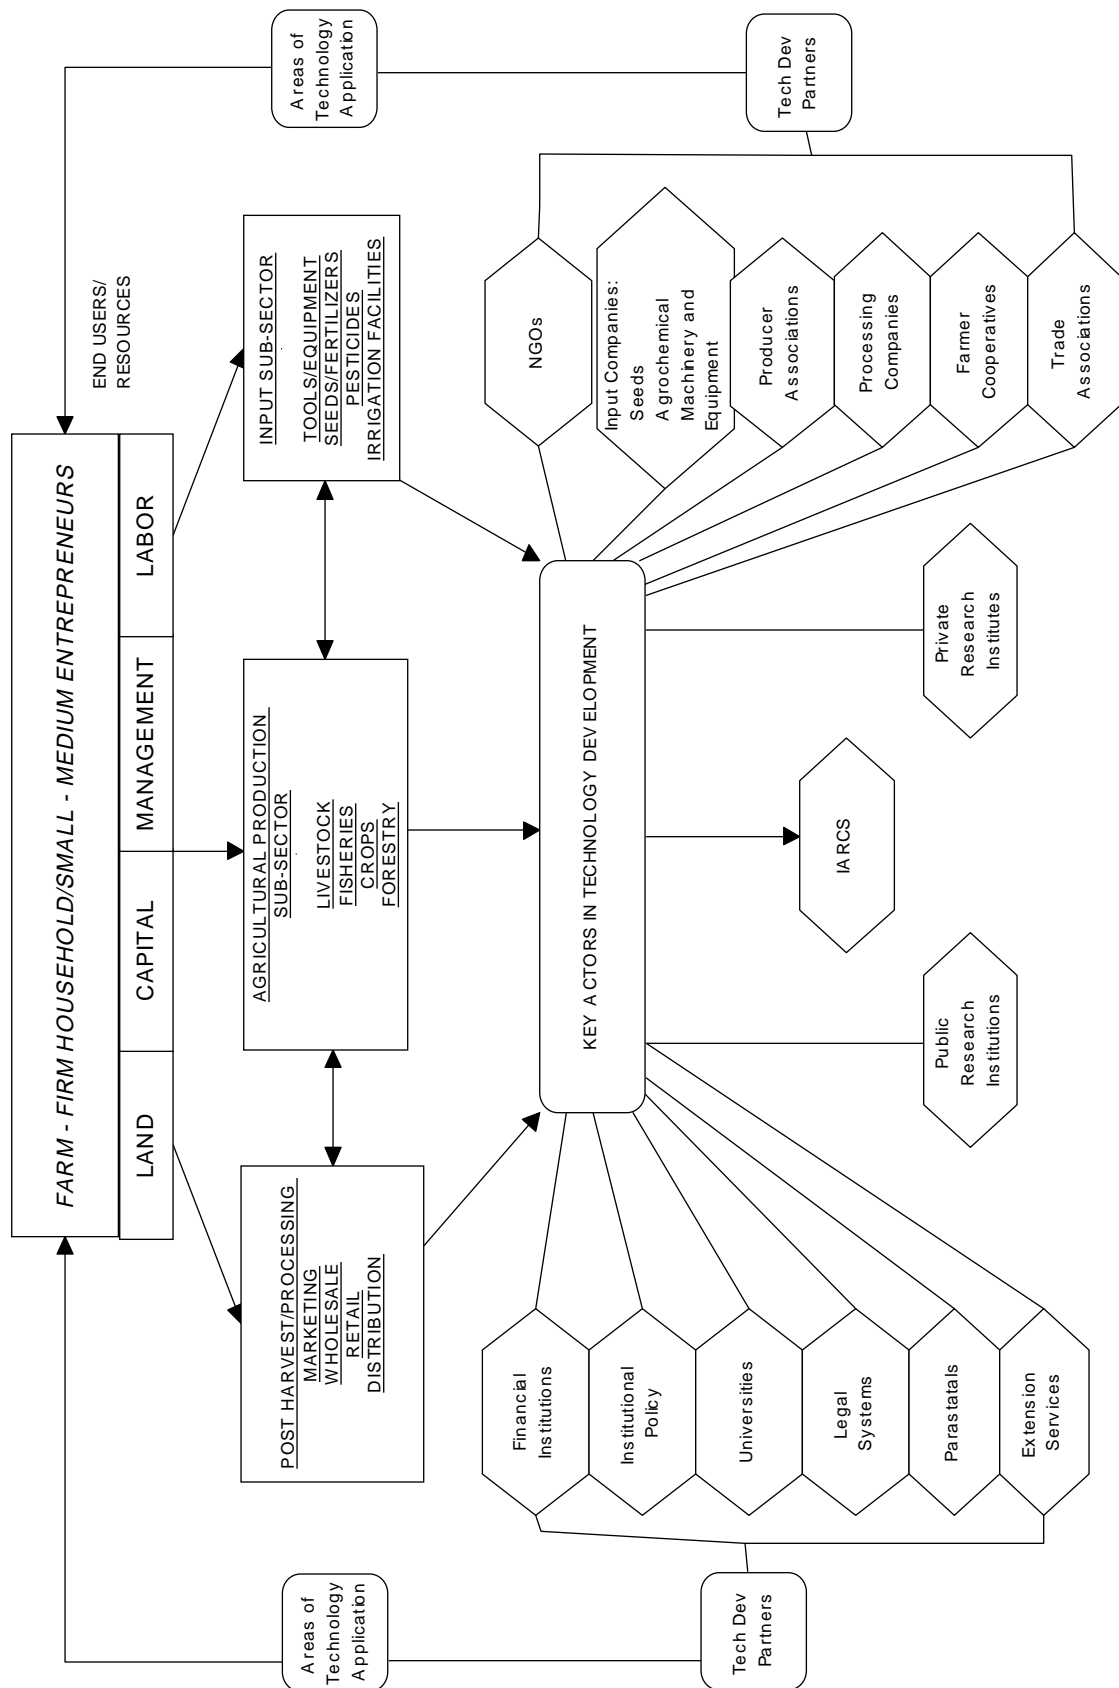 FARM - FIRM HOUSEHOLD/SMALL - MEDIUM ENTREPRENEURS
LAND
CAPITAL
MANAGEMENT
LABOR
END USERS/
RESOURCES
Areas of
Technology
Application
POST HARVEST/PROCESSING
MARKETING
WHOLESALE
RETAIL
DISTRIBUTION
AGRICULTURAL PRODUCTION
SUB-SECTOR
LIVESTOCK
FISHERIES
CROPS
FORESTRY
INPUT SUB-SECTOR
TOOLS/EQUIPMENT
SEEDS/FERTILIZERS
PESTICIDES
IRRIGATION FACILITIES
Areas of
Technology
Application
KEY ACTORS IN TECHNOLOGY DEVELOPMENT
Tech Dev
Partners
Financial
Institutions
Institutional
Policy
Universities
Legal
Systems
Parastatals
Extension
Services
Public
Research
Institutions
IARCS
Private
Research
Institutes
NGOs
Input Companies:
Seeds
Agrochemical
Machinery and
Equipment
Producer
Associations
Processing
Companies
Farmer
Cooperatives
Trade
Associations
Tech Dev
Partners